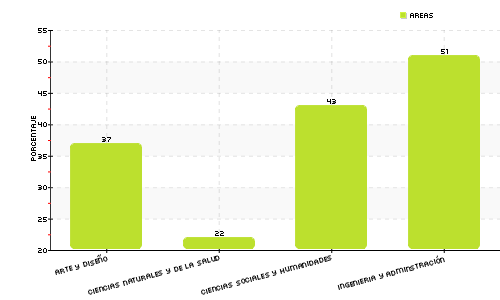 AREAS
55
50
45
40
35
30
25
20
PORCENTAJE
37
22
43
51
ARTE Y DISEÑO
CIENCIAS NATURALES Y DE LA SALUD
CIENCIAS SOCIALES Y HUMANIDADES
INGENIERIA Y ADMINSTRACIÓN